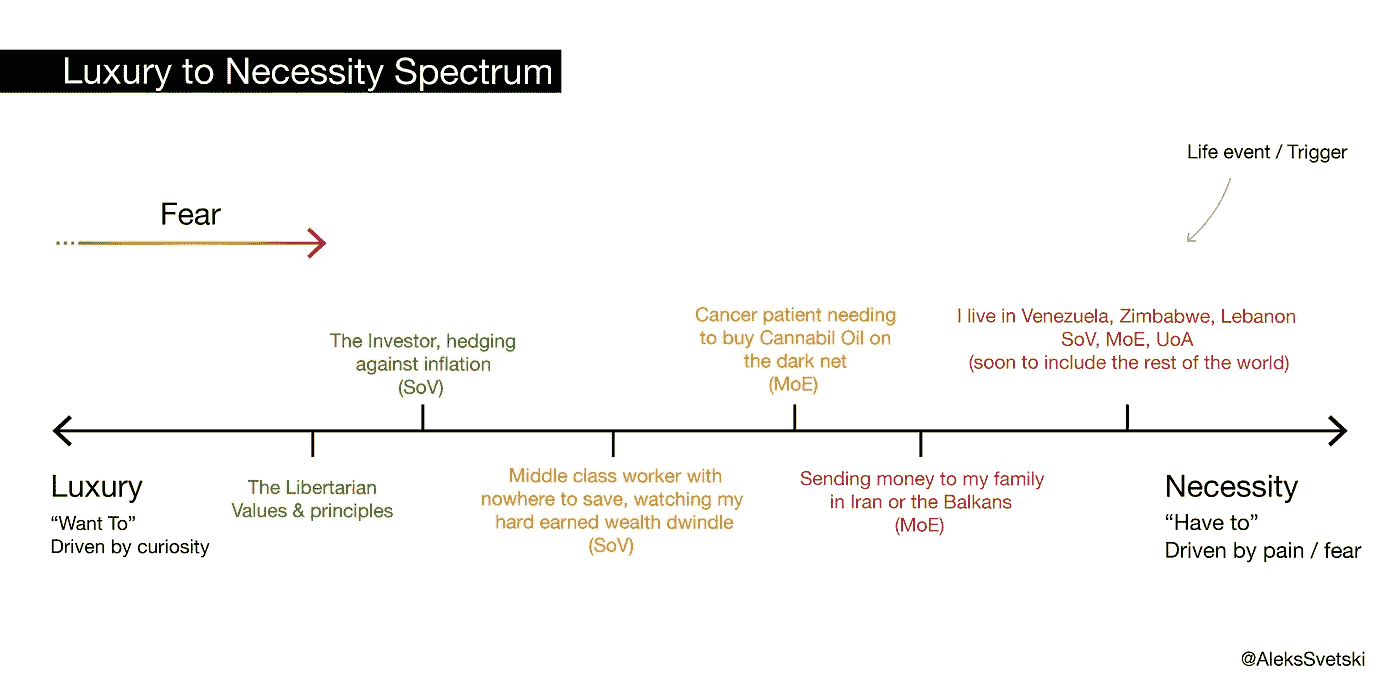 Luxury to Necessity Spectrum
Life event / Trigger
Fear
The Investor, hedging
against inflation
(SoV)
Cancer patient needing
to buy Cannabil Oil on
the dark net
(MoE)
I live in Venezuela, Zimbabwe, Lebanon
SoV, MoE, UoA
(soon to include the rest of the world)
Luxury
“Want To”
Driven by curiosity
The Libertarian
Values & principles
Middle class worker with
nowhere to save, watching my
hard earned wealth dwindle
(SoV)
Sending money to my family
in Iran or the Balkans
(MoE)
Necessity
“Have to”
Driven by pain / fear
@AleksSvetski